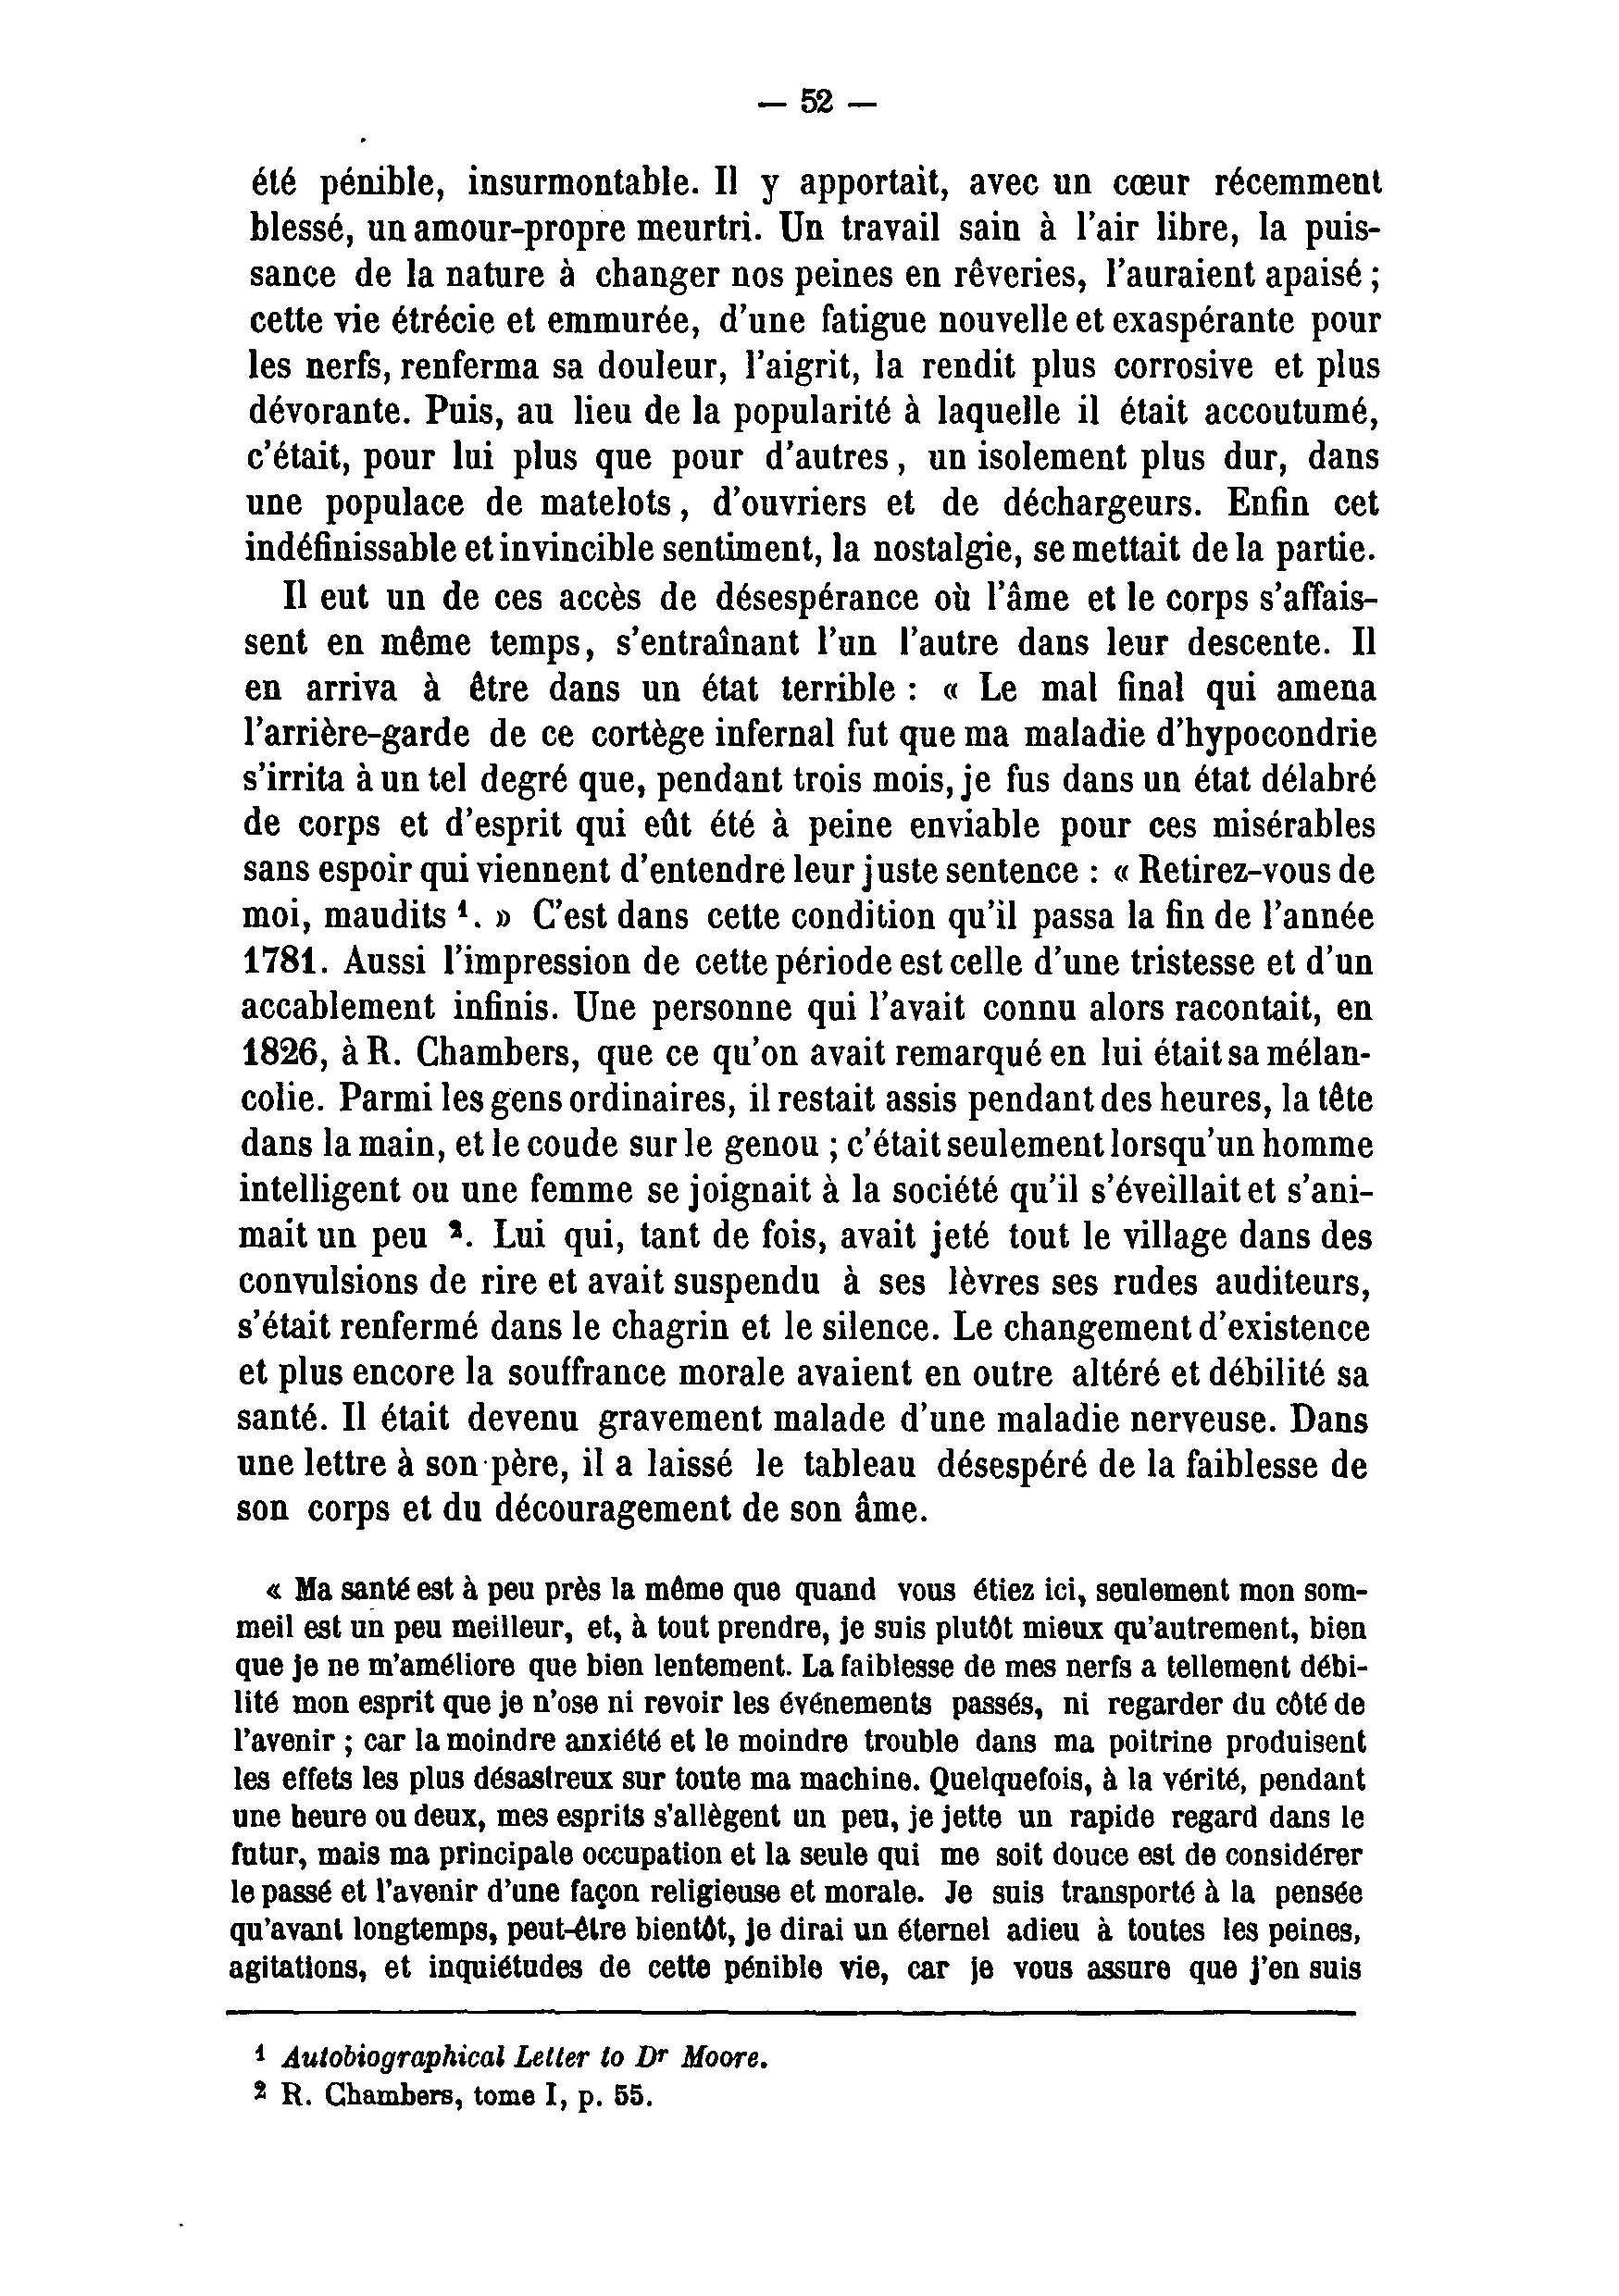 — 52 —
été pénible, insurmontable. Il y apportait, avec un cœur récemment
blessé, un amour-propre meurtri. Un travail sain à l'air libre, la puis-
sance de la nature à changer nos peines en rêveries, l'auraient apaisé ;
cette vie étrécie et emmurée, d'une fatigue nouvelle et exaspérante pour
les nerfs, renferma sa douleur, l'aigrit, la rendit plus corrosive et plus
dévorante. Puis, au lieu de la popularité à laquelle il était accoutumé,
c'était, pour lui plus que pour d'autres, un isolement plus dur, dans
une populace de matelots, d'ouvriers et de déchargeurs. Enfin cet
indéfinissable et invincible sentiment, la nostalgie, se mettait de la partie.
Il eut un de ces accès de désespérance où l'âme et le corps s'affais-
sent en même temps, s'entraînant l'un l'autre dans leur descente. Il
en arriva à être dans un état terrible : « Le mal final qui amena
l'arrière-garde de ce cortège infernal fut que ma maladie d'hypocondrie
s'irrita à un tel degré que, pendant trois mois, je fus dans un état délabré
de corps et d'esprit qui eût été à peine enviable pour ces misérables
sans espoir qui viennent d'entendre leur juste sentence : « Retirez-vous de
moi, maudits ¹. » C'est dans cette condition qu'il passa la fin de l'année
1781. Aussi l'impression de cette période est celle d'une tristesse et d'un
accablement infinis. Une personne qui l'avait connu alors racontait, en
1826, à R. Chambers, que ce qu'on avait remarqué en lui était sa mélan-
colie. Parmi les gens ordinaires, il restait assis pendant des heures, la tête
dans la main, et le coude sur le genou ; c'était seulement lorsqu'un homme
intelligent ou une femme se joignait à la société qu'il s'éveillait et s'ani-
mait un peu ². Lui qui, tant de fois, avait jeté tout le village dans des
convulsions de rire et avait suspendu à ses lèvres ses rudes auditeurs,
s'était renfermé dans le chagrin et le silence. Le changement d'existence
et plus encore la souffrance morale avaient en outre altéré et débilité sa
santé. Il était devenu gravement malade d'une maladie nerveuse. Dans
une lettre à son père, il a laissé le tableau désespéré de la faiblesse de
son corps et du découragement de son âme.
« Ma santé est à peu près la même que quand vous étiez ici, seulement mon som-
meil est un peu meilleur, et, à tout prendre, je suis plutôt mieux qu'autrement, bien
que je ne m'améliore que bien lentement. La faiblesse de mes nerfs a tellement débi-
lité mon esprit que je n'ose ni revoir les événements passés, ni regarder du côté de
l'avenir ; car la moindre anxiété et le moindre trouble dans ma poitrine produisent
les effets les plus désastreux sur toute ma machine. Quelquefois, à la vérité, pendant
une heure ou deux, mes esprits s'allègent un peu, je jette un rapide regard dans le
futur, mais ma principale occupation et la seule qui me soit douce est de considérer
le passé et l'avenir d'une façon religieuse et morale. Je suis transporté à la pensée
qu'avant longtemps, peut-être bientôt, je dirai un éternel adieu à toutes les peines,
agitations, et inquiétudes de cette pénible vie, car je vous assure que j'en suis
¹ Autobiographical Letter to Dr Moore.
² R. Chambers, tome I, p. 55.